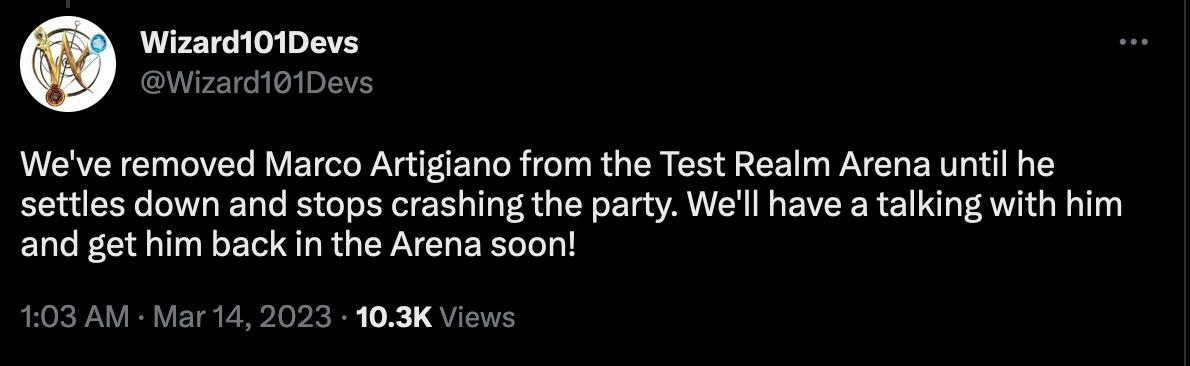 Wizard101Devs
@Wizard101Devs
We've removed Marco Artigiano from the Test Realm Arena until he
settles down and stops crashing the party. We'll have a talking with him
and get him back in the Arena soon!
1:03 AM · Mar 14, 2023 · 10.3K Views